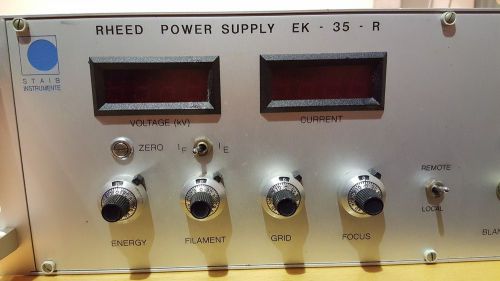 RHEED POWER SUPPLY EK - 35 - R
STAIB
INSTRUMENTE
VOLTAGE (kV)
CURRENT
ZERO
IF
IE
REMOTE
LOCAL
ENERGY
FILAMENT
GRID
FOCUS
BLAN